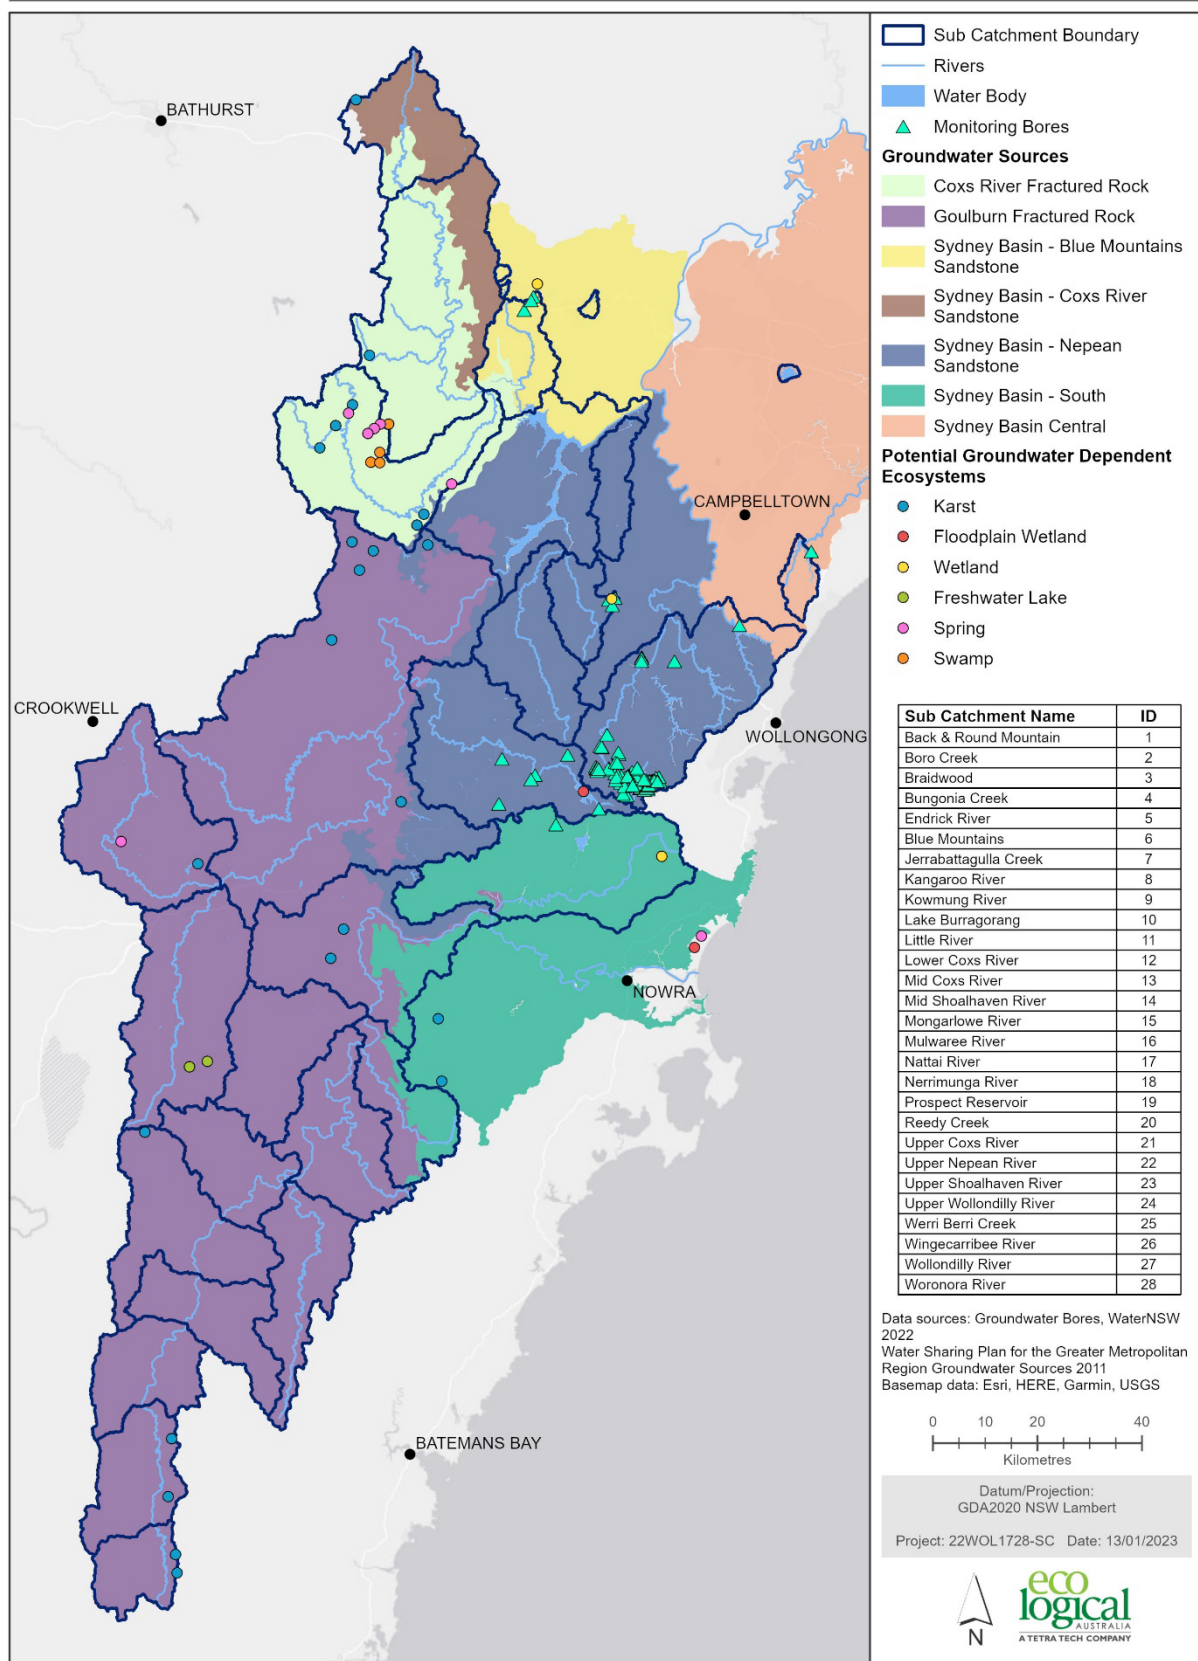 BATHURST
CAMPBELLTOWN
CROOKWELL
WOLLONGONG
NOWRA
BATEMANS BAY
Sub Catchment Boundary
Rivers
Water Body
Monitoring Bores
Groundwater Sources
Coxs River Fractured Rock
Goulburn Fractured Rock
Sydney Basin - Blue Mountains
Sandstone
Sydney Basin - Coxs River
Sandstone
Sydney Basin - Nepean
Sandstone
Sydney Basin - South
Sydney Basin Central
Potential Groundwater Dependent
Ecosystems
Karst
Floodplain Wetland
Wetland
Freshwater Lake
Spring
Swamp
Sub Catchment Name ID
Back & Round Mountain 1
Boro Creek 2
Braidwood 3
Bungonia Creek 4
Endrick River 5
Blue Mountains 6
Jerrabattagulla Creek 7
Kangaroo River 8
Kowmung River 9
Lake Burragorang 10
Little River 11
Lower Coxs River 12
Mid Coxs River 13
Mid Shoalhaven River 14
Mongarlowe River 15
Mulwaree River 16
Nattai River 17
Nerrimunga River 18
Prospect Reservoir 19
Reedy Creek 20
Upper Coxs River 21
Upper Nepean River 22
Upper Shoalhaven River 23
Upper Wollondilly River 24
Werri Berri Creek 25
Wingecarribee River 26
Wollondilly River 27
Woronora River 28
Data sources: Groundwater Bores, WaterNSW
2022
Water Sharing Plan for the Greater Metropolitan
Region Groundwater Sources 2011
Basemap data: Esri, HERE, Garmin, USGS
0 10 20 40
Kilometres
Datum/Projection:
GDA2020 NSW Lambert
Project: 22WOL1728-SC Date: 13/01/2023
N
eco
logical
AUSTRALIA
A TETRA TECH COMPANY